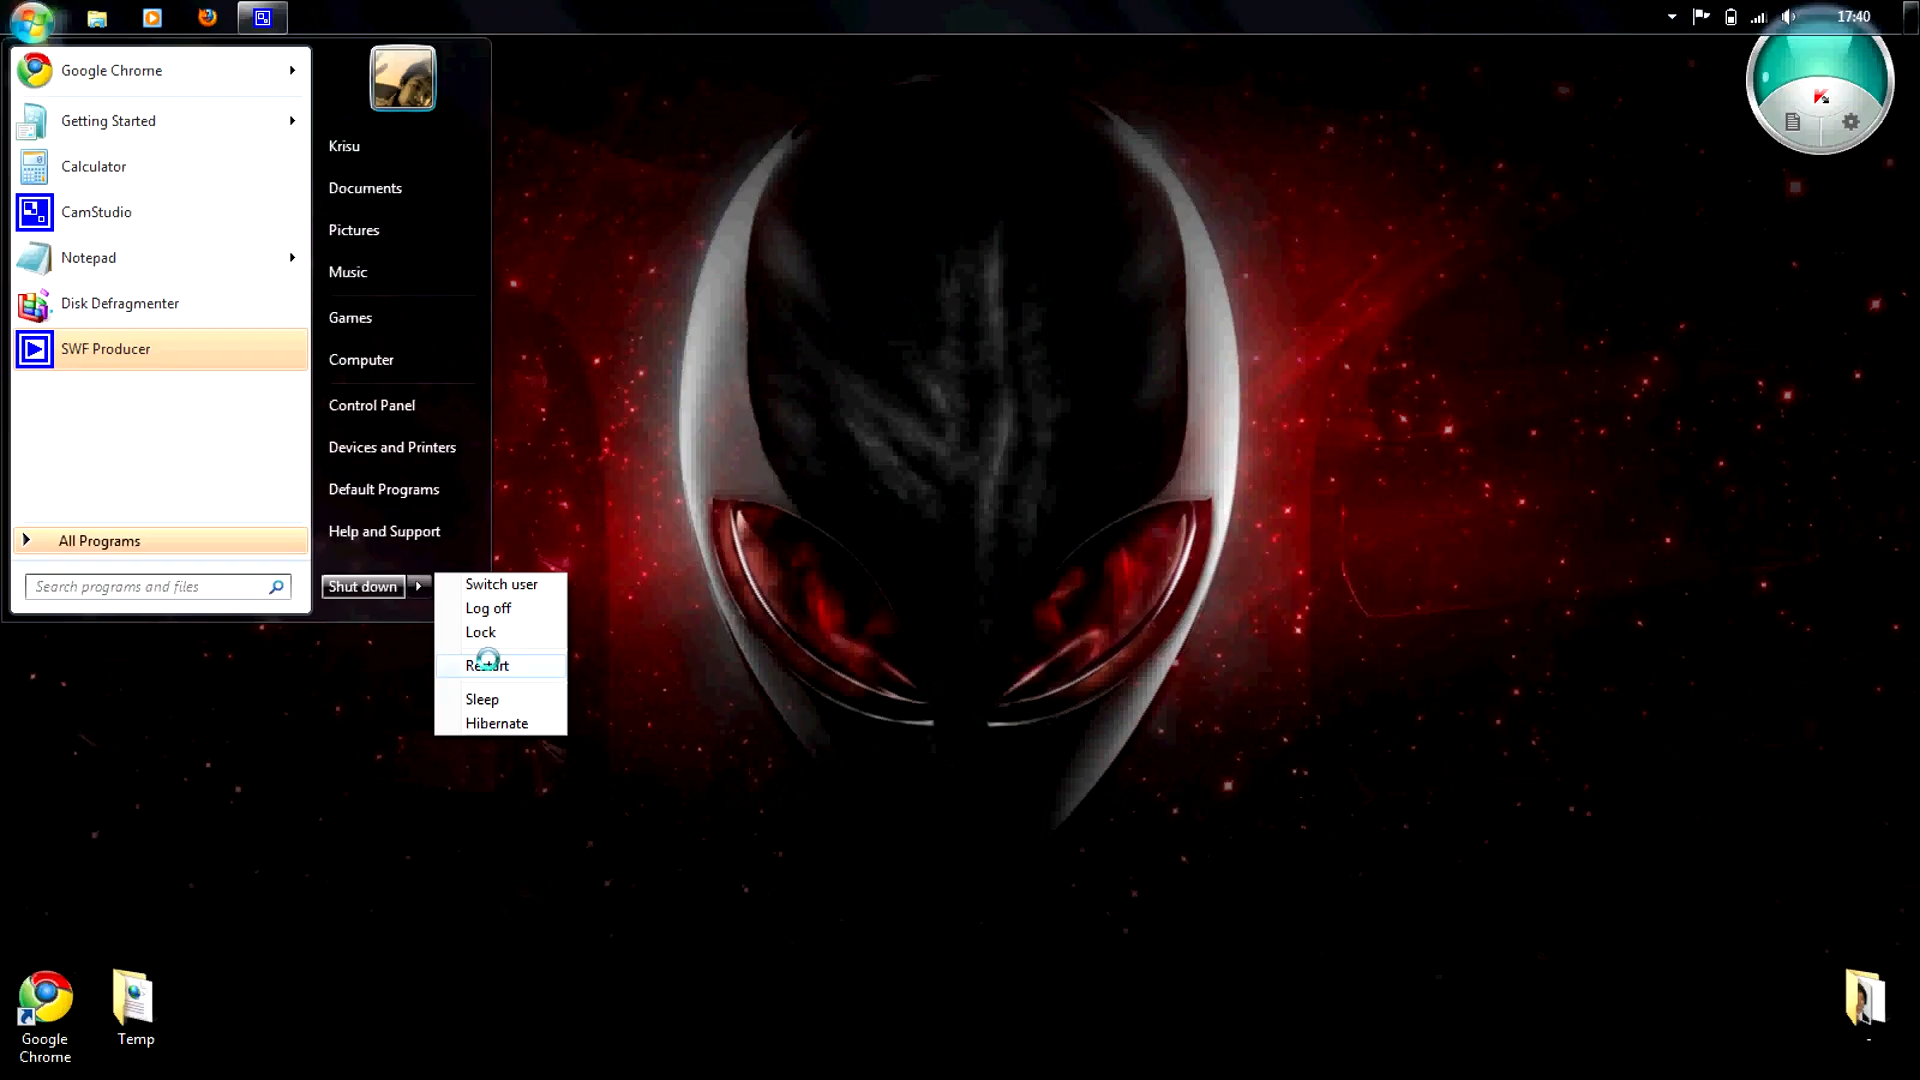 17:40
Google Chrome
Getting Started
Calculator
CamStudio
Notepad
Disk Defragmenter
SWF Producer
All Programs
Search programs and files
Krisu
Documents
Pictures
Music
Games
Computer
Control Panel
Devices and Printers
Default Programs
Help and Support
Shut down
Switch user
Log off
Lock
Restart
Sleep
Hibernate
Google
Chrome
Temp
-